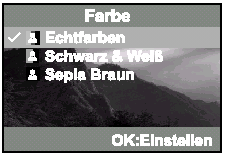 Farbe
Echtfarben
Schwarz & Weiß
Sepia Braun
OK:Einstellen